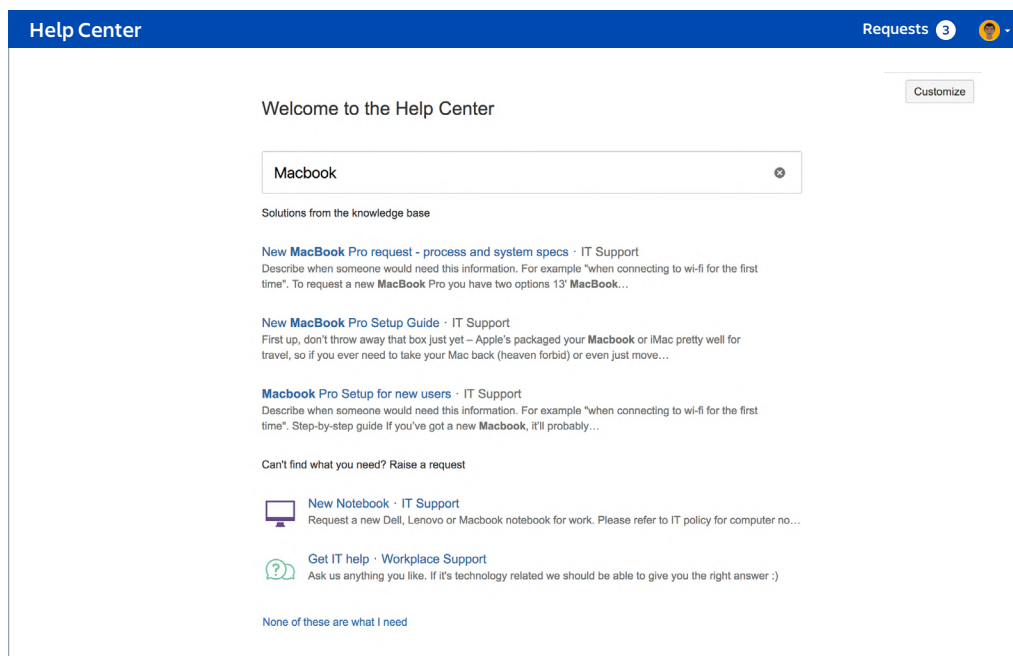 Help Center
Requests 3
Customize
Welcome to the Help Center
Macbook
Solutions from the knowledge base
New MacBook Pro request - process and system specs · IT Support
Describe when someone would need this information. For example "when connecting to wi-fi for the first
time". To request a new MacBook Pro you have two options 13' MacBook…
New MacBook Pro Setup Guide · IT Support
First up, don't throw away that box just yet – Apple's packaged your Macbook or iMac pretty well for
travel, so if you ever need to take your Mac back (heaven forbid) or even just move…
Macbook Pro Setup for new users · IT Support
Describe when someone would need this information. For example "when connecting to wi-fi for the first
time". Step-by-step guide If you've got a new Macbook, it'll probably…
Can't find what you need? Raise a request
New Notebook · IT Support
Request a new Dell, Lenovo or Macbook notebook for work. Please refer to IT policy for computer no…
Get IT help · Workplace Support
Ask us anything you like. If it's technology related we should be able to give you the right answer :)
None of these are what I need